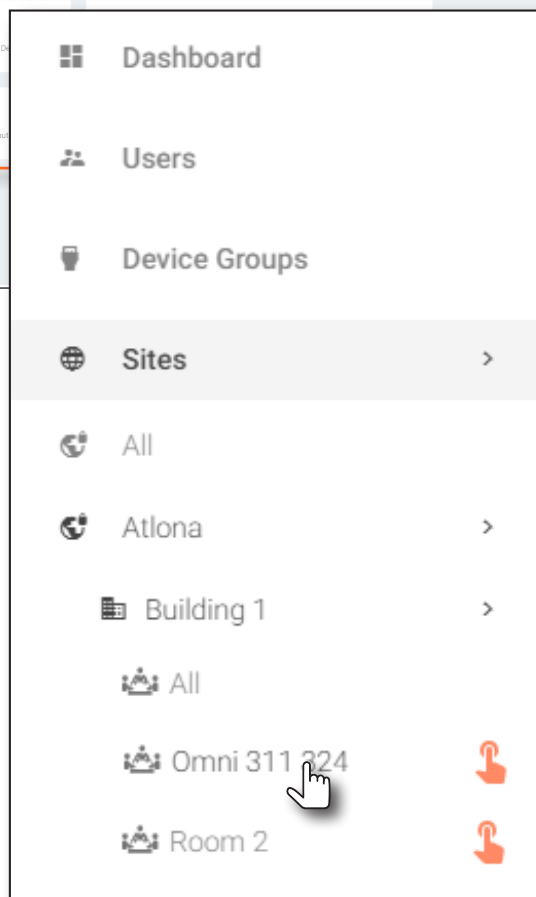 Dashboard
Users
Device Groups
Sites
All
Atlona
Building 1
All
Omni 311 324
Room 2